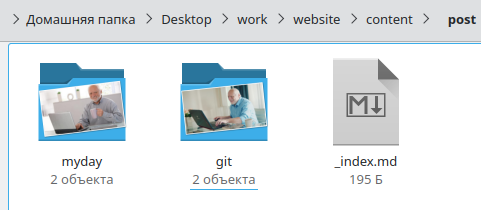 Домашняя папка > Desktop > work > website > content > post
myday git _index.md
2 объекта 2 объекта 195 Б